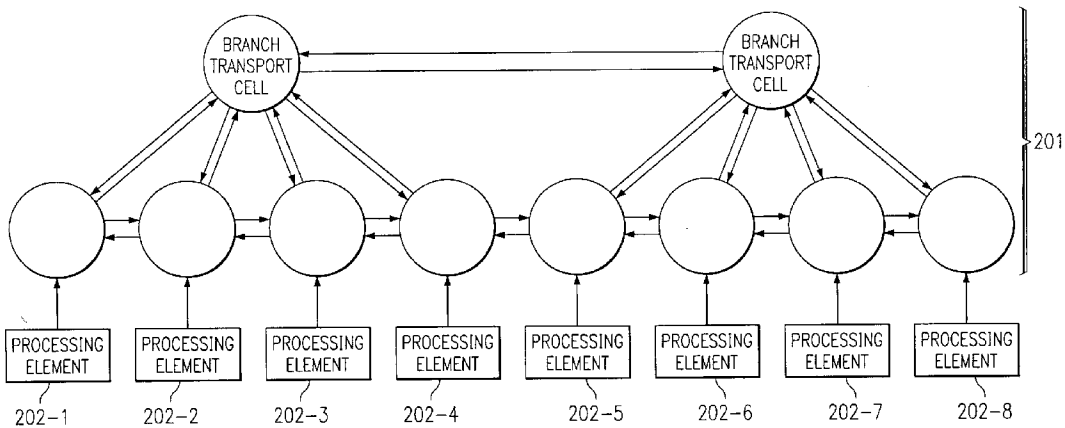 BRANCH
TRANSPORT
CELL
BRANCH
TRANSPORT
CELL
201
PROCESSING
ELEMENT
PROCESSING
ELEMENT
PROCESSING
ELEMENT
PROCESSING
ELEMENT
PROCESSING
ELEMENT
PROCESSING
ELEMENT
PROCESSING
ELEMENT
PROCESSING
ELEMENT
202-1
202-2
202-3
202-4
202-5
202-6
202-7
202-8